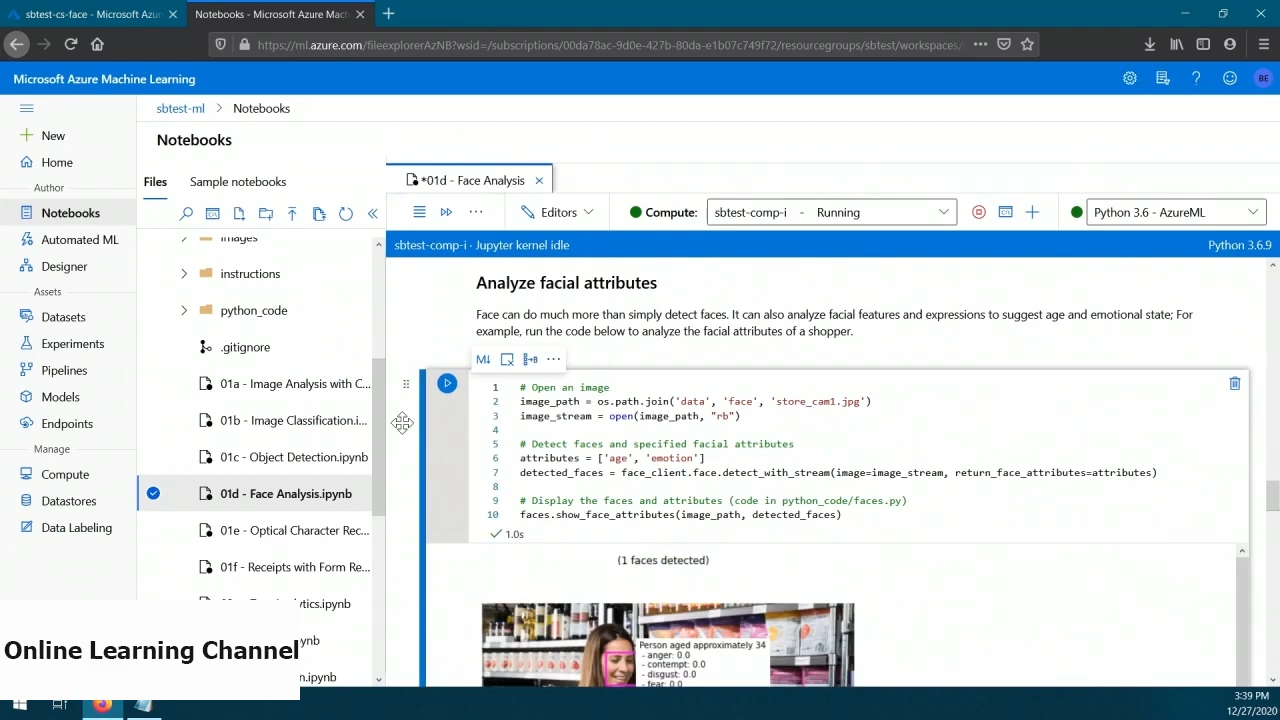 sbtest-cs-face - Microsoft Azur
Notebooks - Microsoft Azure Mach
https://ml.azure.com/fileexplorerAzNB?wsid=/subscriptions/00da78ac-9d0e-427b-80da-e1b07c749f72/resourcegroups/sbtest/workspaces/
Microsoft Azure Machine Learning
BE
New
Home
Author
Notebooks
Automated ML
Designer
Assets
Datasets
Experiments
Pipelines
Models
Endpoints
Manage
Compute
Datastores
Data Labeling
sbtest-ml > Notebooks
Notebooks
Files Sample notebooks
images
instructions
python_code
.gitignore
01a - Image Analysis with C...
01b - Image Classification.i...
01c - Object Detection.ipynb
01d - Face Analysis.ipynb
01e - Optical Character Rec...
01f - Receipts with Form Re...
ytics.ipynb
ynb
n.ipynb
*01d - Face Analysis
Editors
Compute: sbtest-comp-i - Running
Python 3.6 - AzureML
sbtest-comp-i · Jupyter kernel idle
Python 3.6.9
Analyze facial attributes
Face can do much more than simply detect faces. It can also analyze facial features and expressions to suggest age and emotional state; For
example, run the code below to analyze the facial attributes of a shopper.
M↓
1 # Open an image
2 image_path = os.path.join('data', 'face', 'store_cam1.jpg')
3 image_stream = open(image_path, "rb")
4
5 # Detect faces and specified facial attributes
6 attributes = ['age', 'emotion']
7 detected_faces = face_client.face.detect_with_stream(image=image_stream, return_face_attributes=attributes)
8
9 # Display the faces and attributes (code in python_code/faces.py)
10 faces.show_face_attributes(image_path, detected_faces)
1.0s
(1 faces detected)
Person aged approximately 34
- anger: 0.0
- contempt: 0.0
- disgust: 0.0
- fear: 0.0
Online Learning Channel
3:39 PM
12/27/2020